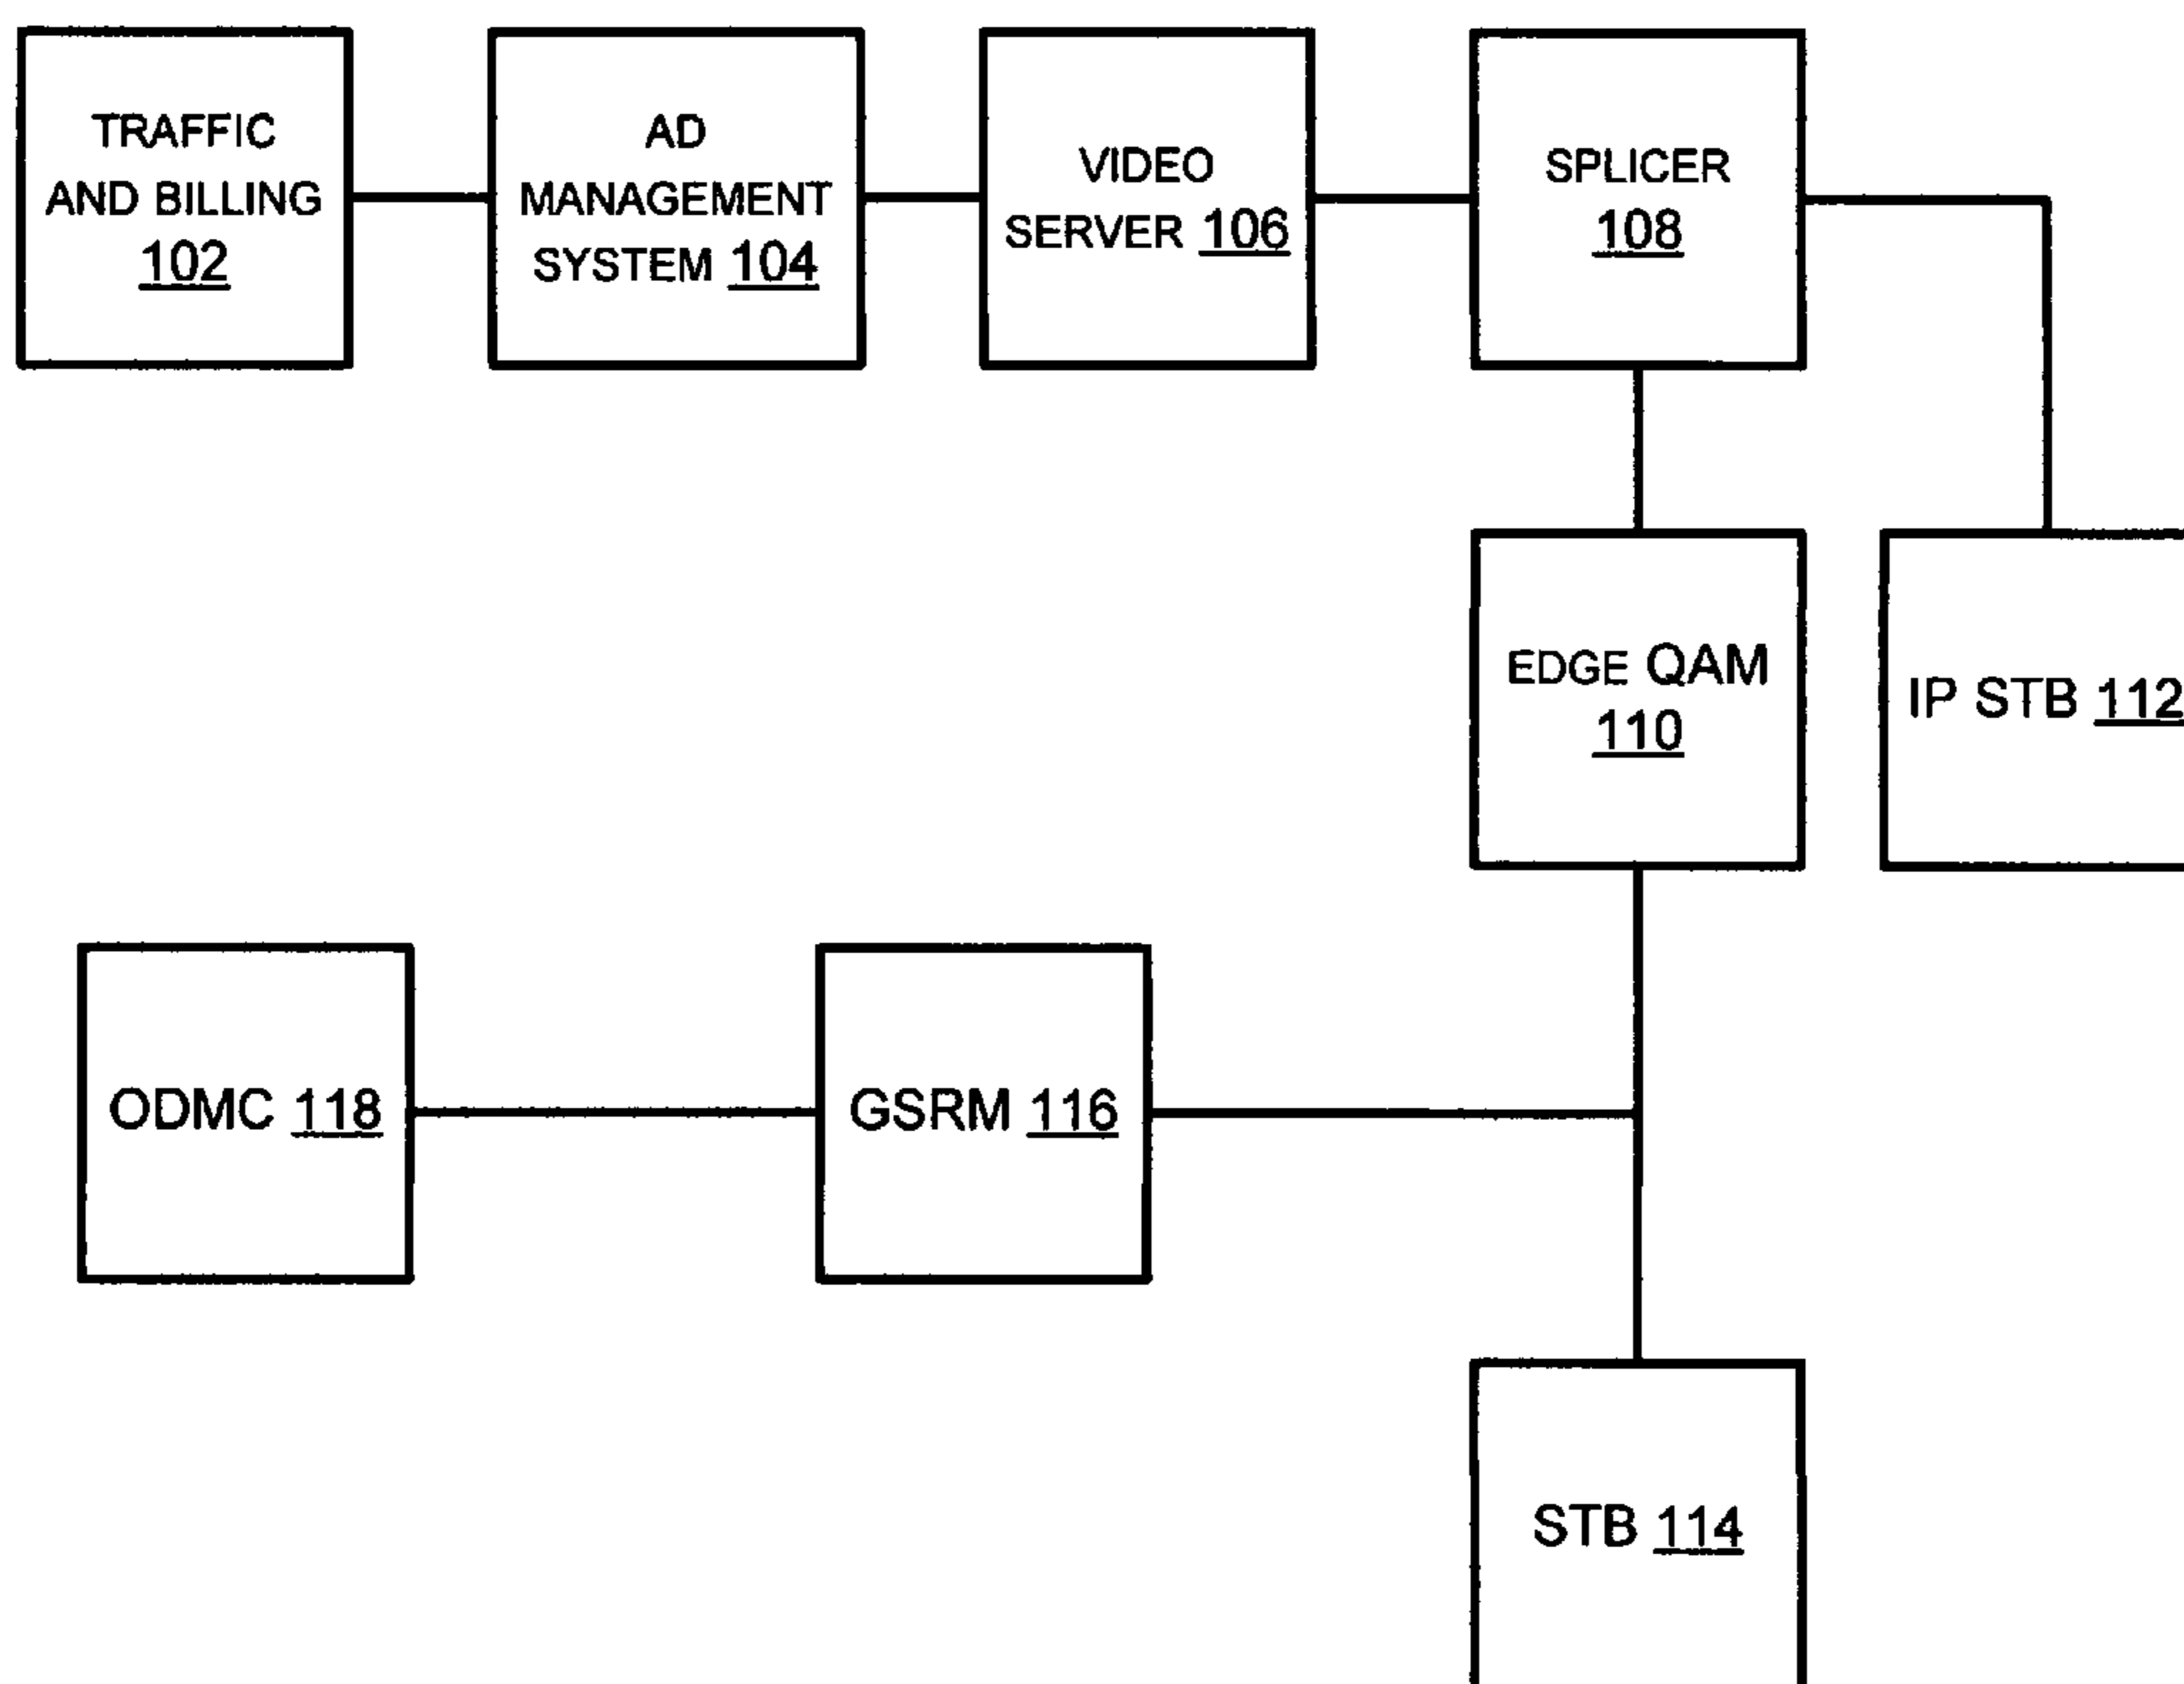 TRAFFIC
AND BILLING
102
AD
MANAGEMENT
SYSTEM 104
VIDEO
SERVER 106
SPLICER
108
EDGE QAM
110
IP STB 112
ODMC 118
GSRM 116
STB 114